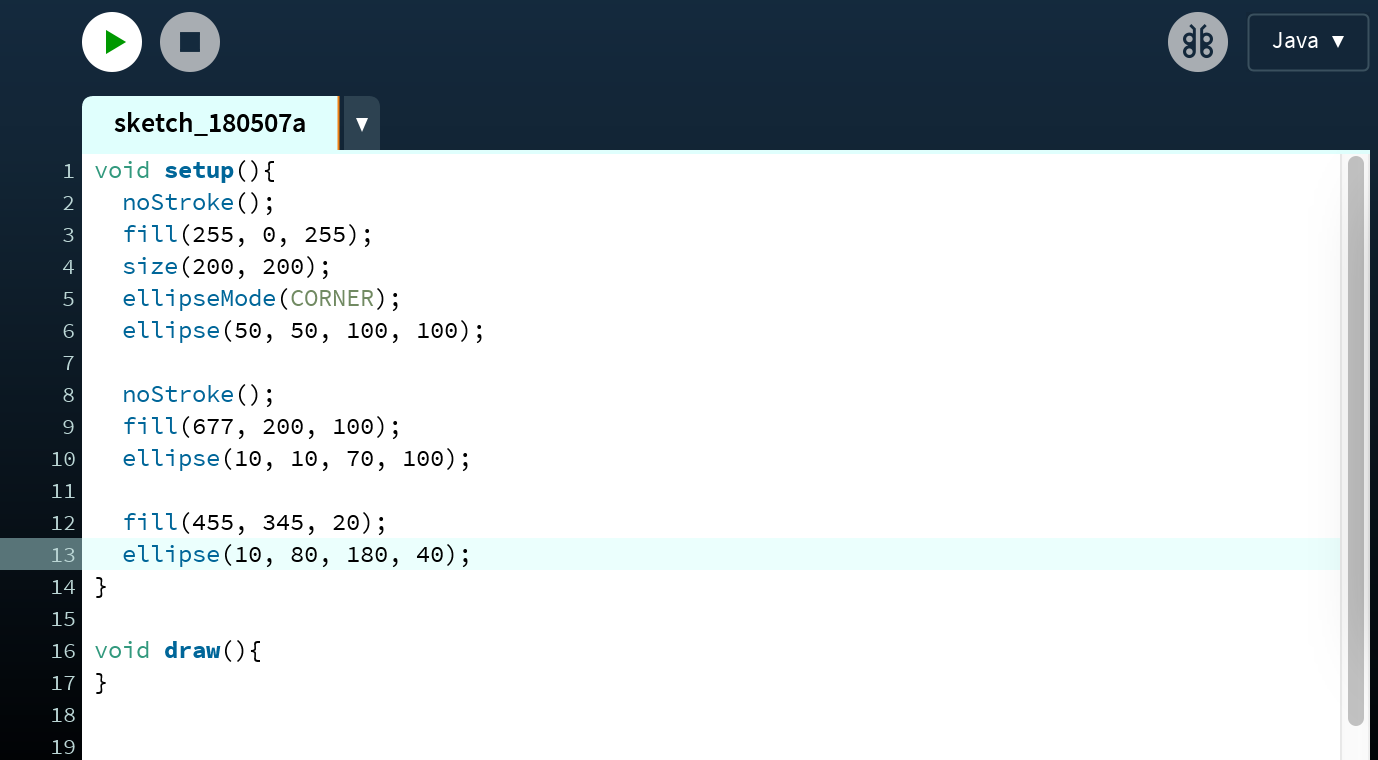 Java ▼
sketch_180507a ▼
1 void setup(){
2   noStroke();
3   fill(255, 0, 255);
4   size(200, 200);
5   ellipseMode(CORNER);
6   ellipse(50, 50, 100, 100);
7
8   noStroke();
9   fill(677, 200, 100);
10   ellipse(10, 10, 70, 100);
11
12   fill(455, 345, 20);
13   ellipse(10, 80, 180, 40);
14 }
15
16 void draw(){
17 }
18
19